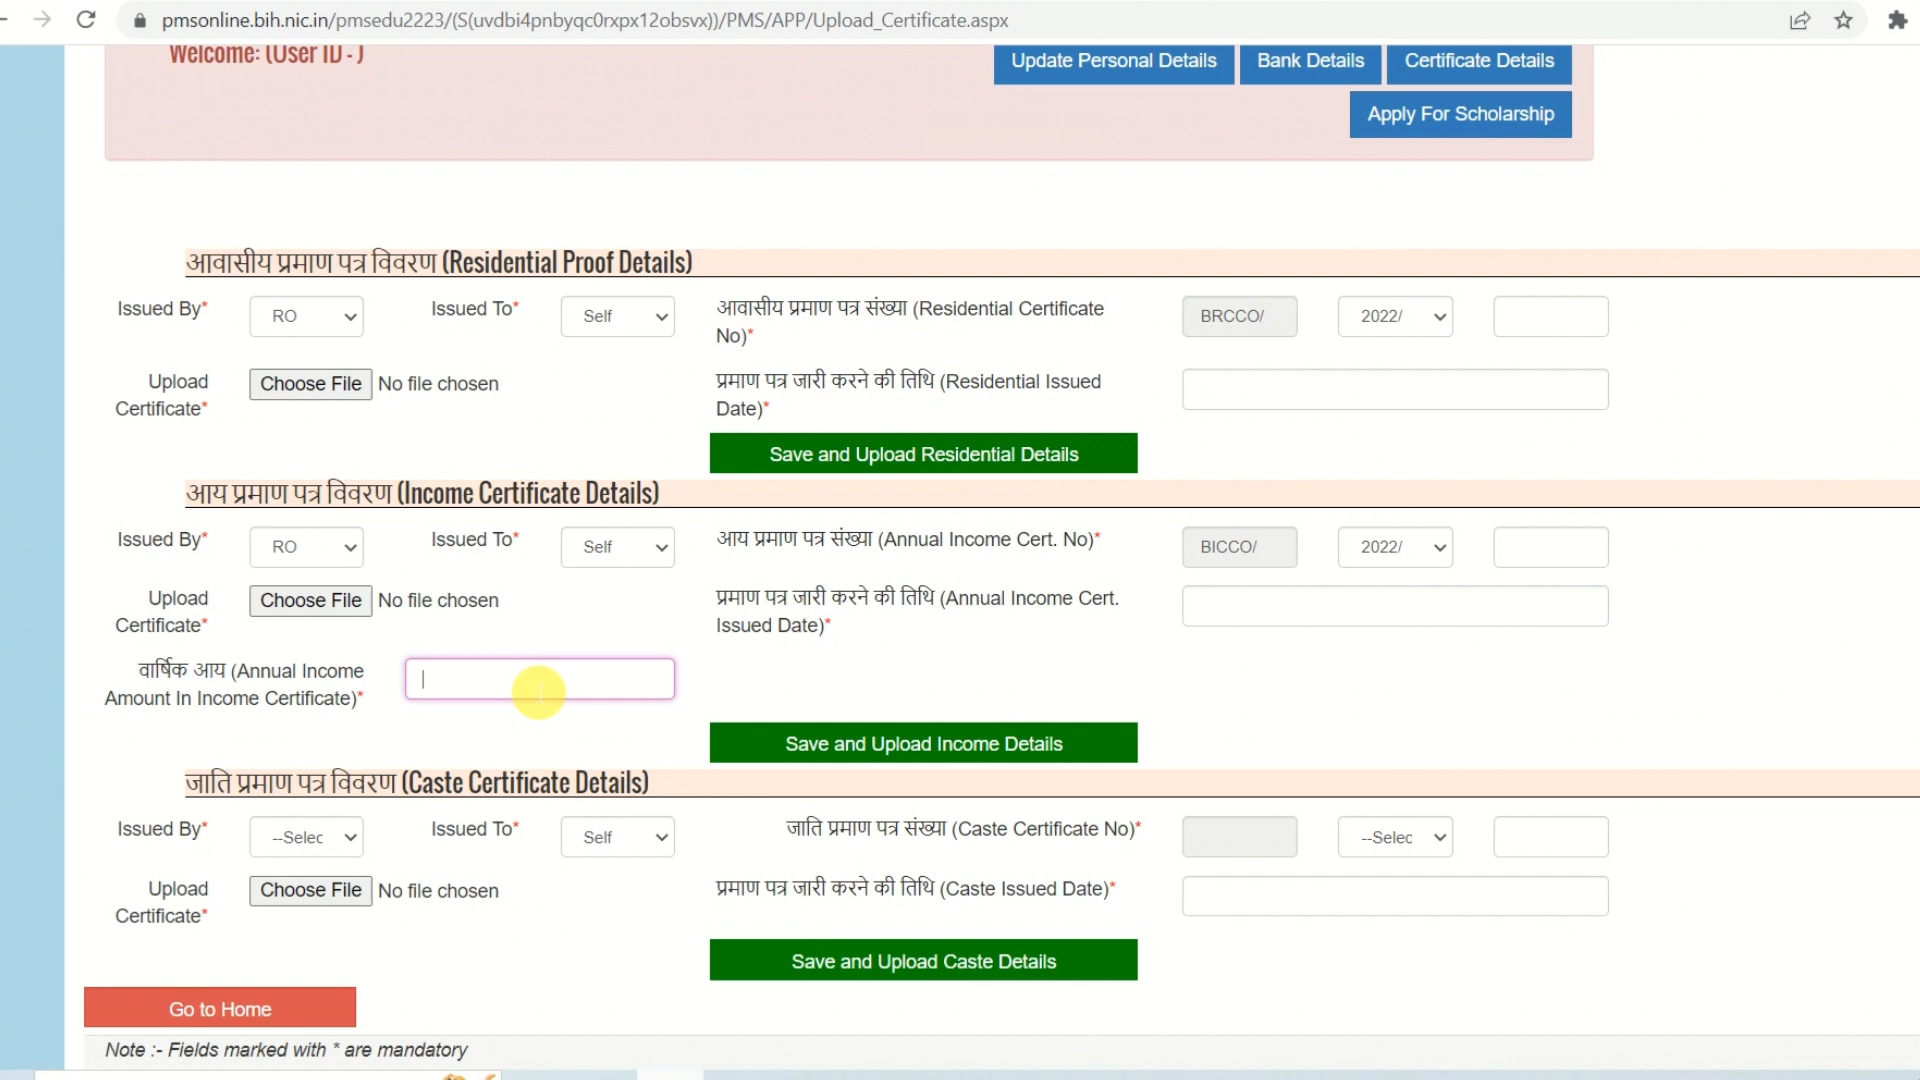 pmsonline.bih.nic.in/pmsedu2223/(S(uvdbi4pnbyqc0rxpx12obsvx))/PMS/APP/Upload_Certificate.aspx
Welcome: (User ID - )
Update Personal Details
Bank Details
Certificate Details
Apply For Scholarship
आवासीय प्रमाण पत्र विवरण (Residential Proof Details)
Issued By* RO Issued To* Self आवासीय प्रमाण पत्र संख्या (Residential Certificate No)* BRCCO/ 2022/
Upload Certificate* Choose File No file chosen प्रमाण पत्र जारी करने की तिथि (Residential Issued Date)*
Save and Upload Residential Details
आय प्रमाण पत्र विवरण (Income Certificate Details)
Issued By* RO Issued To* Self आय प्रमाण पत्र संख्या (Annual Income Cert. No)* BICCO/ 2022/
Upload Certificate* Choose File No file chosen प्रमाण पत्र जारी करने की तिथि (Annual Income Cert. Issued Date)*
वार्षिक आय (Annual Income Amount In Income Certificate)*
Save and Upload Income Details
जाति प्रमाण पत्र विवरण (Caste Certificate Details)
Issued By* --Selec Issued To* Self जाति प्रमाण पत्र संख्या (Caste Certificate No)* --Selec
Upload Certificate* Choose File No file chosen प्रमाण पत्र जारी करने की तिथि (Caste Issued Date)*
Save and Upload Caste Details
Go to Home
Note :- Fields marked with * are mandatory